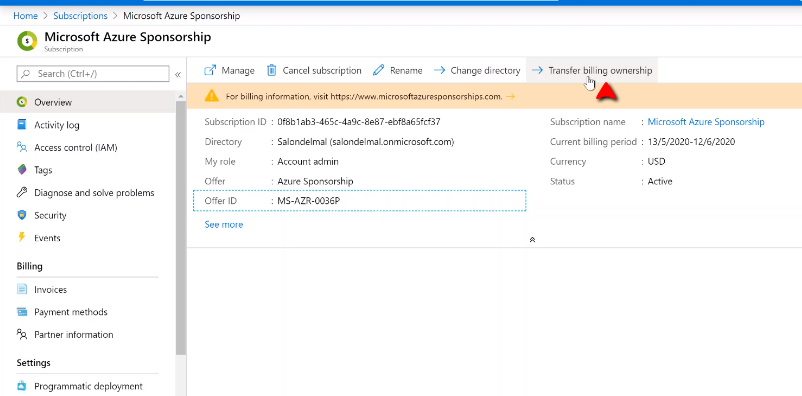 Home > Subscriptions > Microsoft Azure Sponsorship
Microsoft Azure Sponsorship
Subscription
Search (Ctrl+/) «
Manage Cancel subscription Rename Change directory Transfer billing ownership
Overview
Activity log
Access control (IAM)
Tags
Diagnose and solve problems
Security
Events
Billing
Invoices
Payment methods
Partner information
Settings
Programmatic deployment
For billing information, visit https://www.microsoftazuresponsorships.com. →
Subscription ID : 0f8b1ab3-465c-4a9c-8e87-ebf8a65fcf37
Directory : Salondelmal (salondelmal.onmicrosoft.com)
My role : Account admin
Offer : Azure Sponsorship
Offer ID : MS-AZR-0036P
See more
Subscription name : Microsoft Azure Sponsorship
Current billing period : 13/5/2020-12/6/2020
Currency : USD
Status : Active